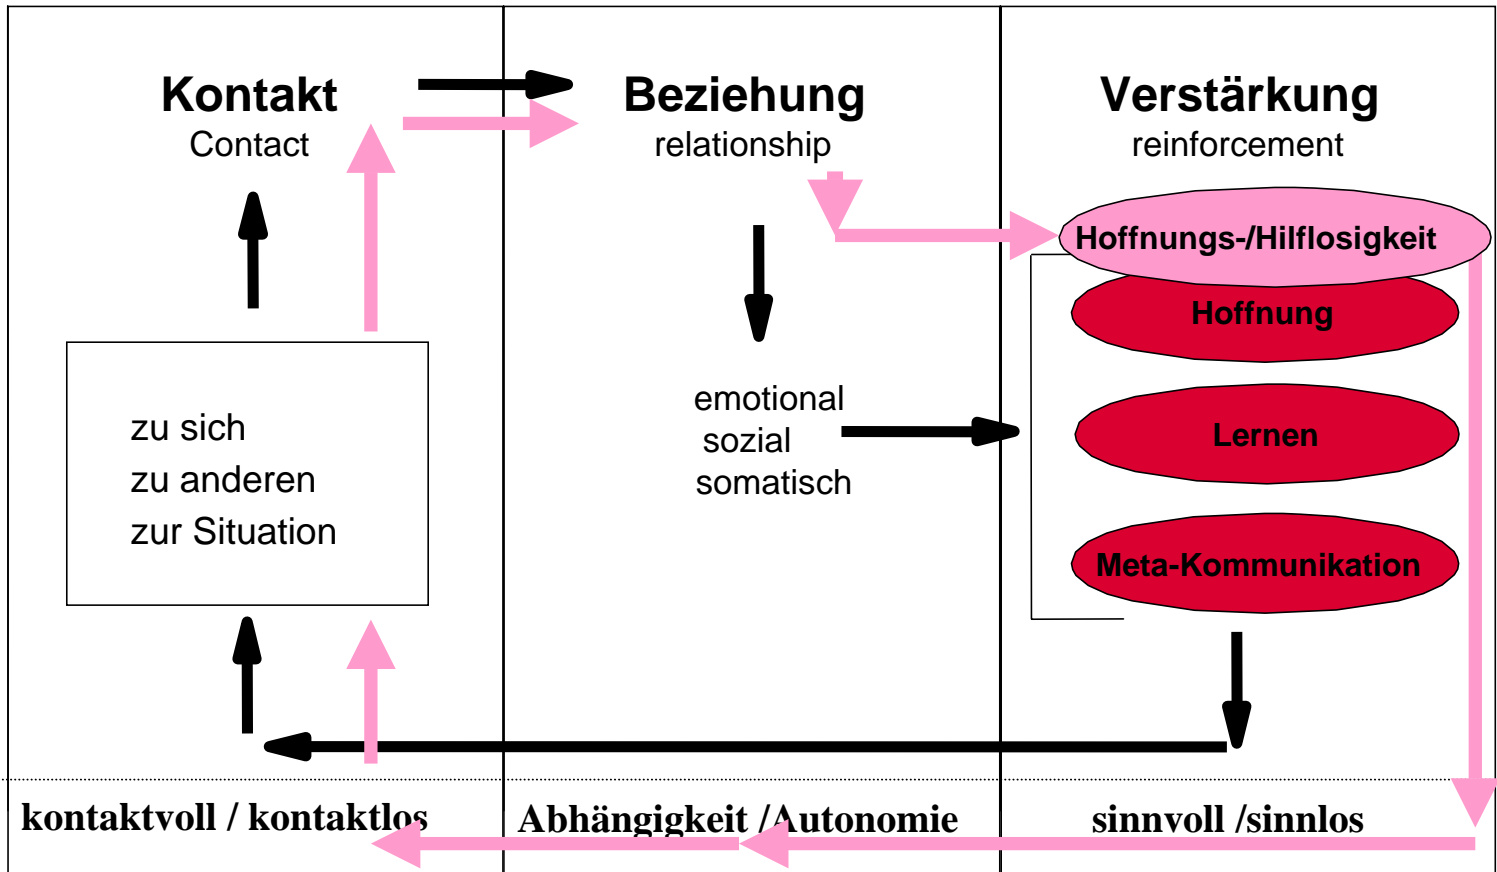 Kontakt
Contact
zu sich
zu anderen
zur Situation
kontaktvoll / kontaktlos
Beziehung
relationship
emotional
sozial
somatisch
Abhängigkeit /Autonomie
Verstärkung
reinforcement
Hoffnungs-/Hilflosigkeit
Hoffnung
Lernen
Meta-Kommunikation
sinnvoll /sinnlos